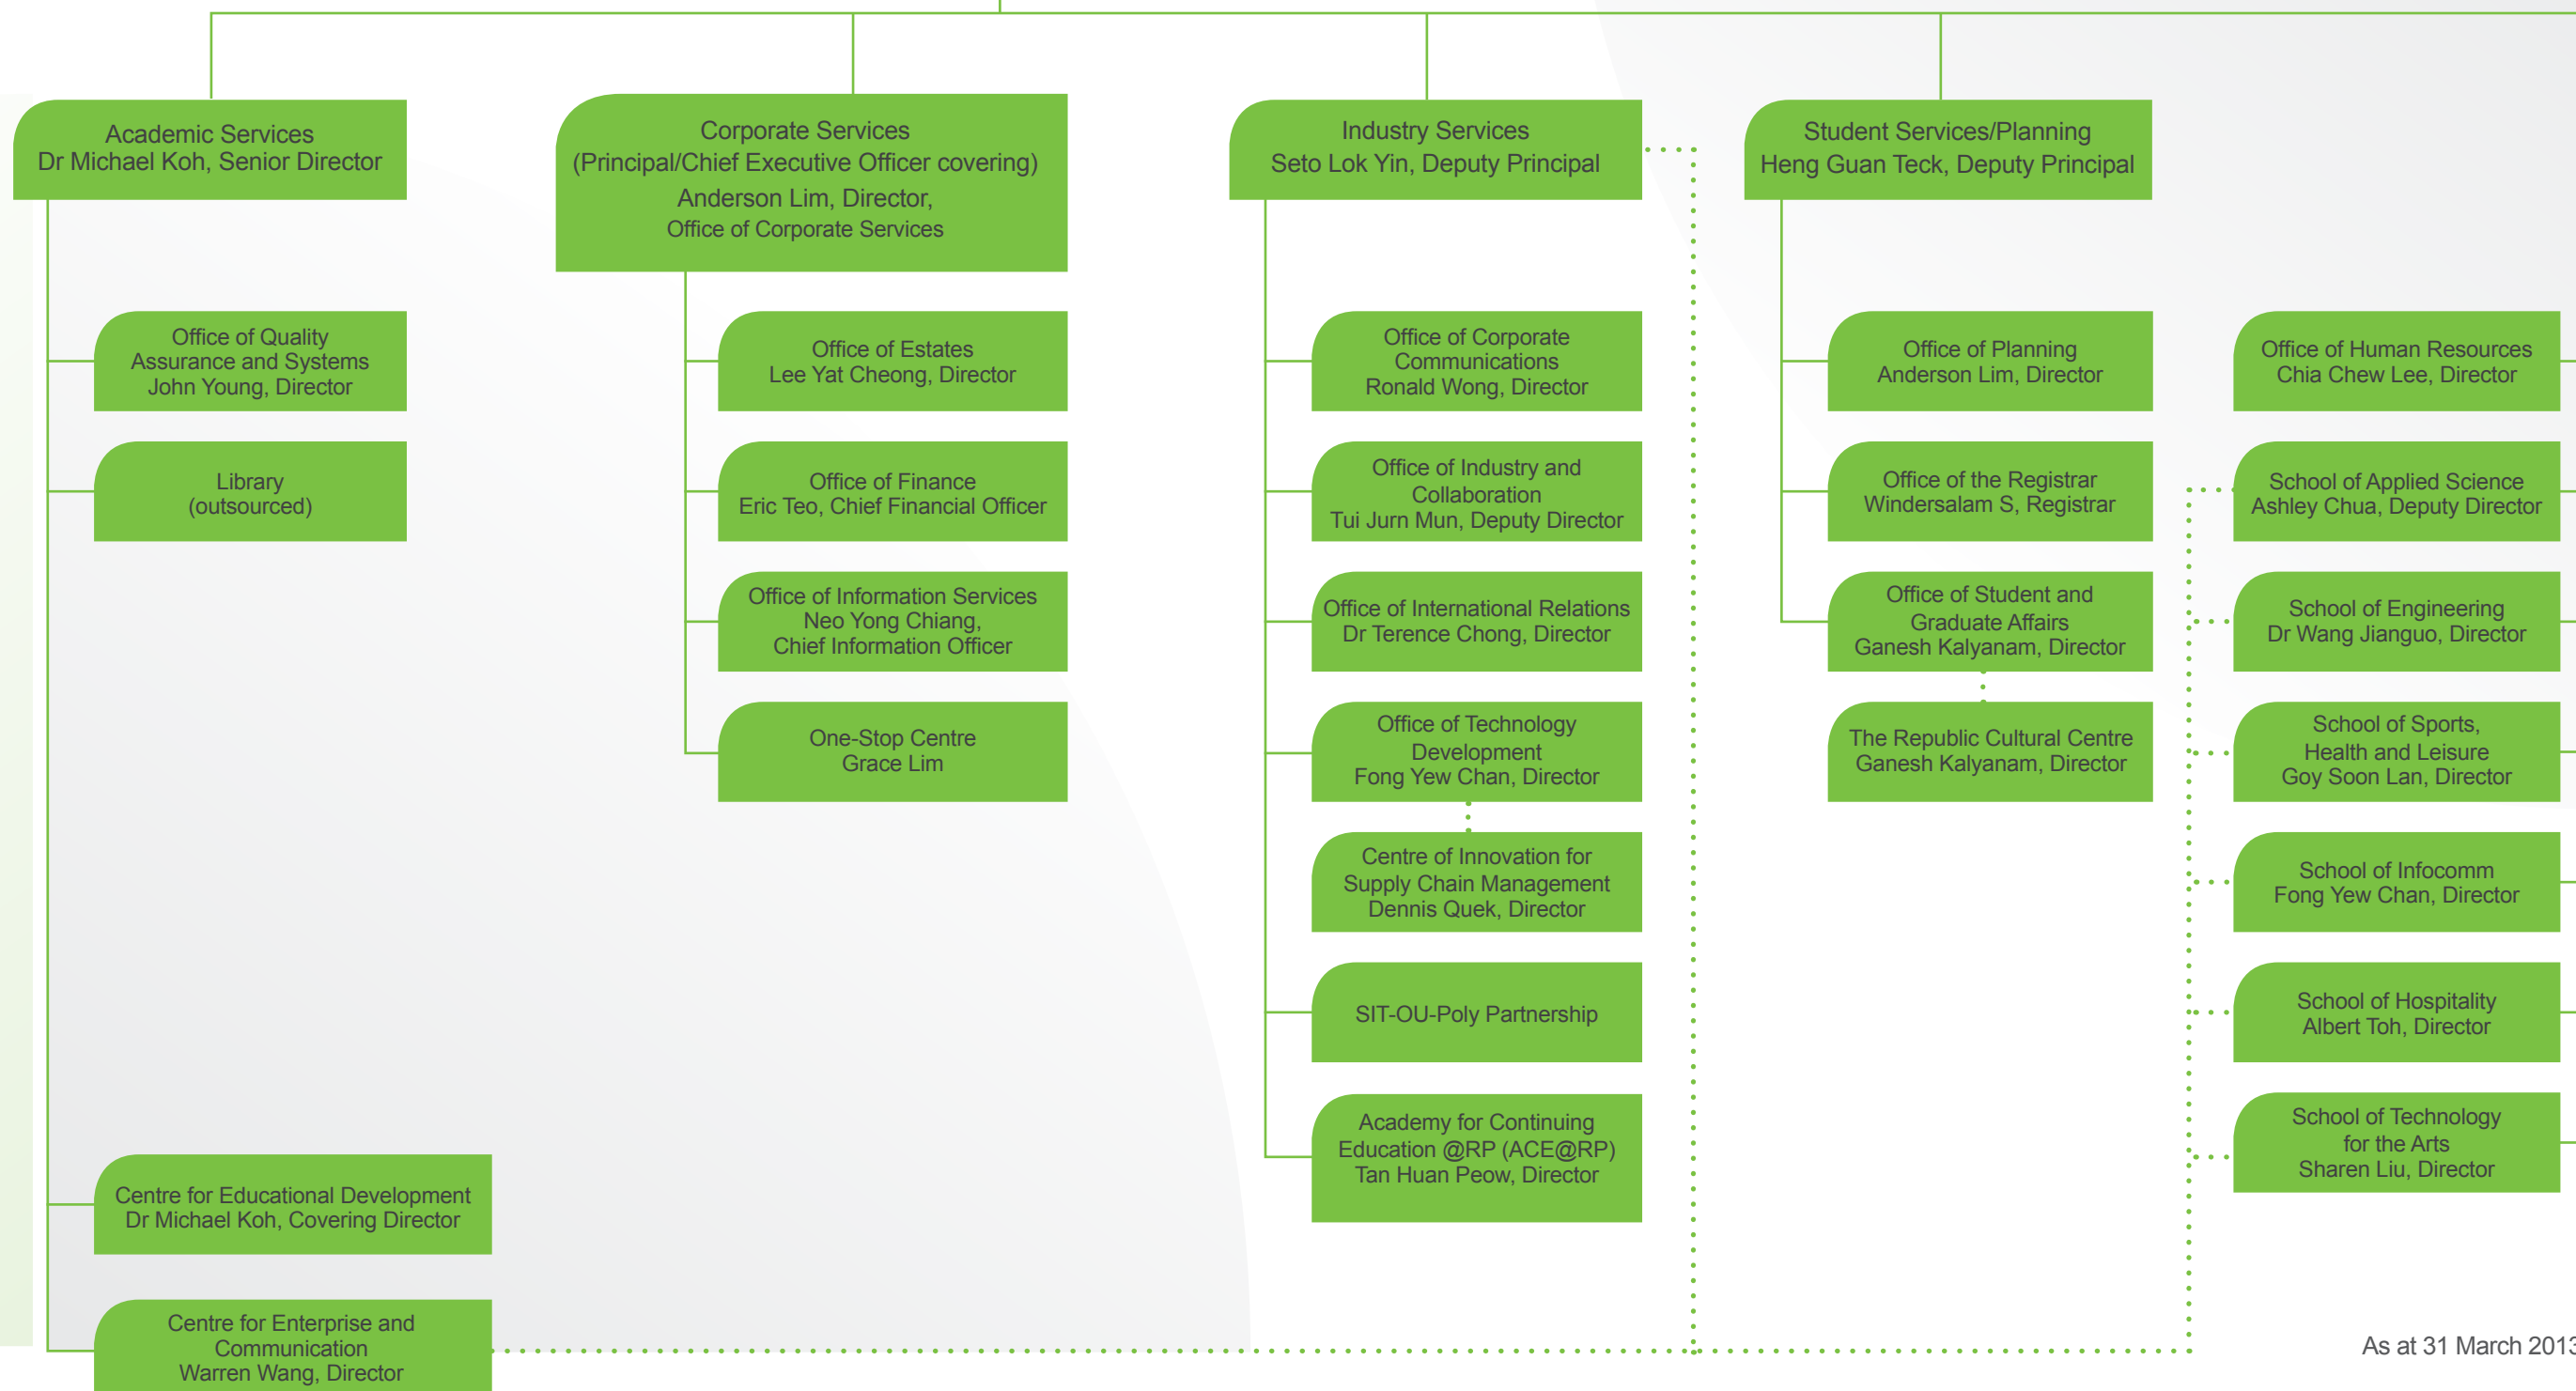 Academic Services
Dr Michael Koh, Senior Director
Corporate Services
(Principal/Chief Executive Officer covering)
Anderson Lim, Director,
Office of Corporate Services
Industry Services
Seto Lok Yin, Deputy Principal
Student Services/Planning
Heng Guan Teck, Deputy Principal
Office of Quality
Assurance and Systems
John Young, Director
Library
(outsourced)
Centre for Educational Development
Dr Michael Koh, Covering Director
Centre for Enterprise and
Communication
Warren Wang, Director
Office of Estates
Lee Yat Cheong, Director
Office of Finance
Eric Teo, Chief Financial Officer
Office of Information Services
Neo Yong Chiang,
Chief Information Officer
One-Stop Centre
Grace Lim
Office of Corporate
Communications
Ronald Wong, Director
Office of Industry and
Collaboration
Tui Jurn Mun, Deputy Director
Office of International Relations
Dr Terence Chong, Director
Office of Technology
Development
Fong Yew Chan, Director
Centre of Innovation for
Supply Chain Management
Dennis Quek, Director
SIT-OU-Poly Partnership
Academy for Continuing
Education @RP (ACE@RP)
Tan Huan Peow, Director
Office of Planning
Anderson Lim, Director
Office of the Registrar
Windersalam S, Registrar
Office of Student and
Graduate Affairs
Ganesh Kalyanam, Director
The Republic Cultural Centre
Ganesh Kalyanam, Director
Office of Human Resources
Chia Chew Lee, Director
School of Applied Science
Ashley Chua, Deputy Director
School of Engineering
Dr Wang Jianguo, Director
School of Sports,
Health and Leisure
Goy Soon Lan, Director
School of Infocomm
Fong Yew Chan, Director
School of Hospitality
Albert Toh, Director
School of Technology
for the Arts
Sharen Liu, Director
As at 31 March 2013